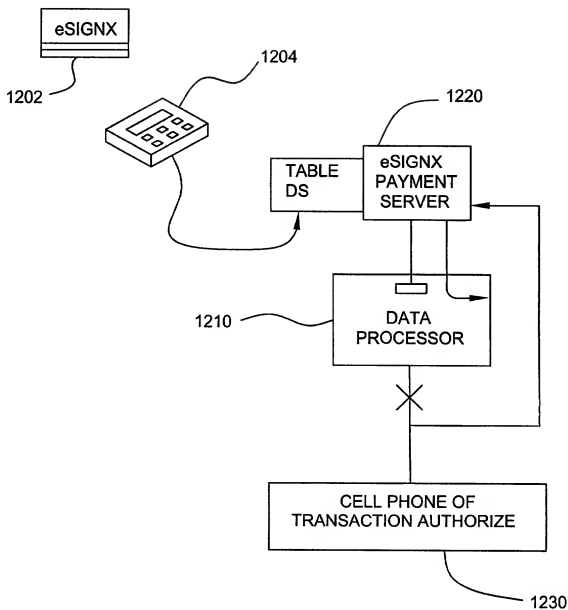 eSIGNX
1202
1204
1220
TABLE
DS
eSIGNX
PAYMENT
SERVER
1210
DATA
PROCESSOR
CELL PHONE OF
TRANSACTION AUTHORIZE
1230